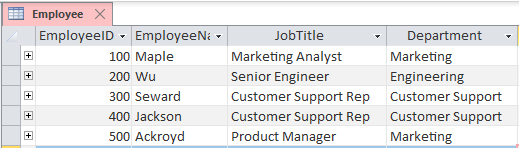 Employee
EmployeeID EmployeeNa JobTitle Department
100 Maple Marketing Analyst Marketing
200 Wu Senior Engineer Engineering
300 Seward Customer Support Rep Customer Support
400 Jackson Customer Support Rep Customer Support
500 Ackroyd Product Manager Marketing